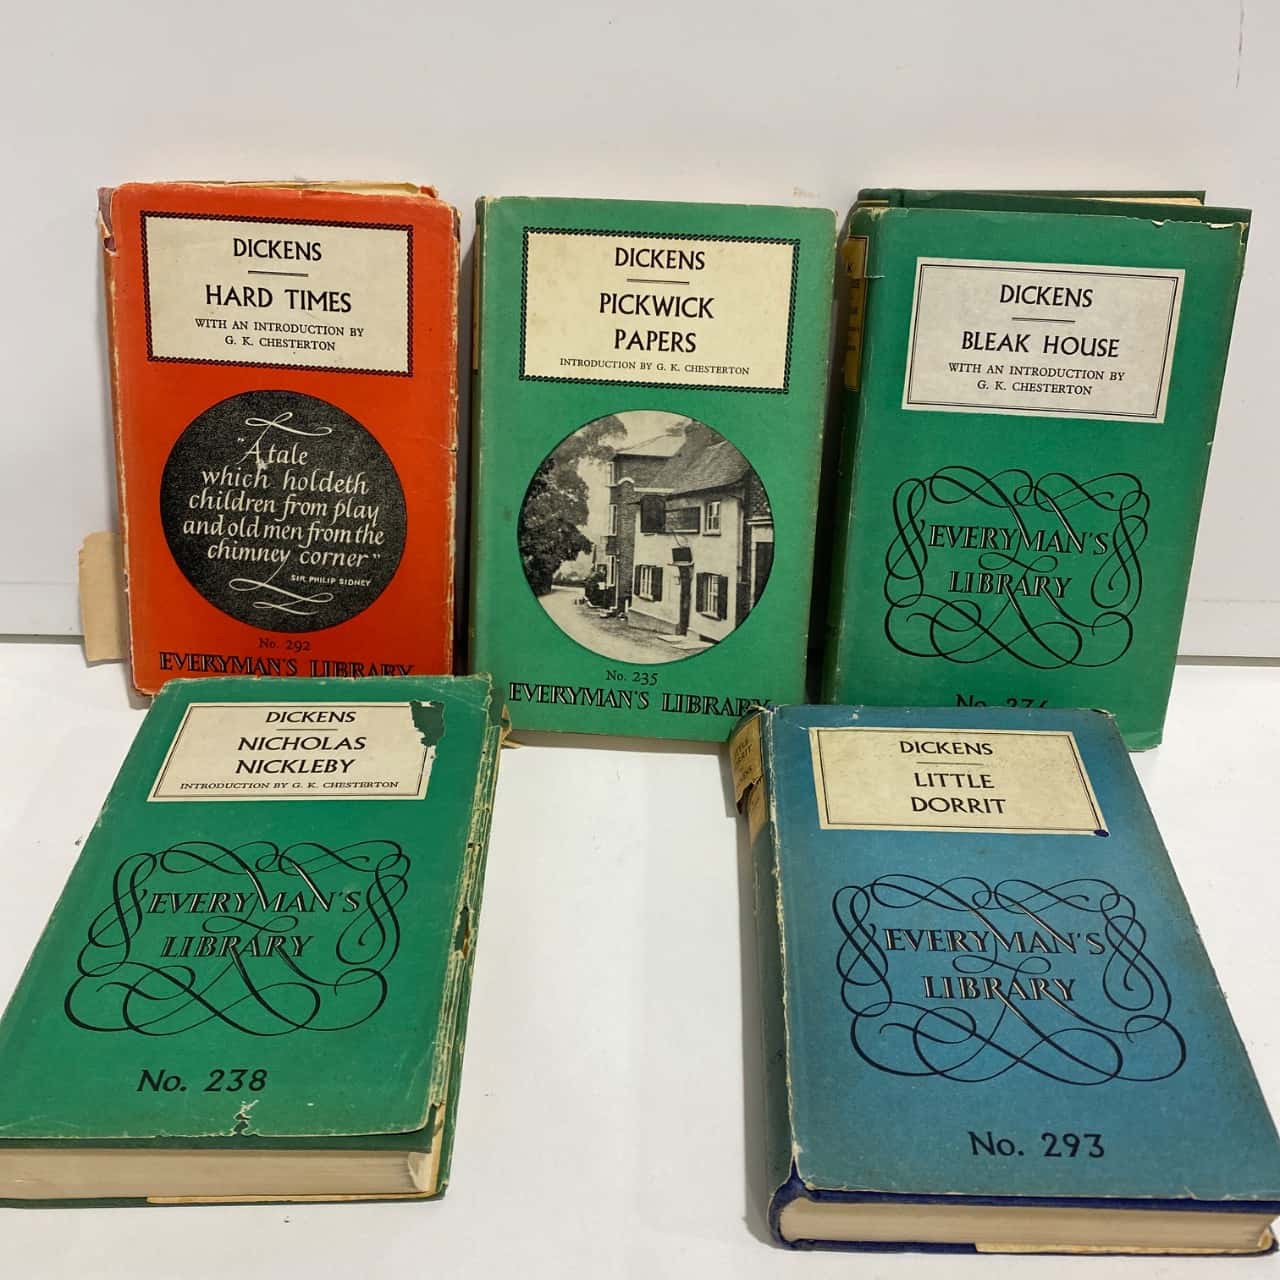 DICKENS
HARD TIMES
WITH AN INTRODUCTION BY
G. K. CHESTERTON
"A tale
which holdeth
children from play
and old men from the
chimney corner"
SIR PHILIP SIDNEY
No. 292
EVERYMAN'S LIBRARY
DICKENS
PICKWICK
PAPERS
INTRODUCTION BY G. K. CHESTERTON
No. 235
EVERYMAN'S LIBRARY
DICKENS
BLEAK HOUSE
WITH AN INTRODUCTION BY
G. K. CHESTERTON
EVERYMAN'S
LIBRARY
No.
DICKENS
NICHOLAS
NICKLEBY
INTRODUCTION BY G. K. CHESTERTON
EVERYMAN'S
LIBRARY
No. 238
DICKENS
LITTLE
DORRIT
EVERYMAN'S
LIBRARY
No. 293